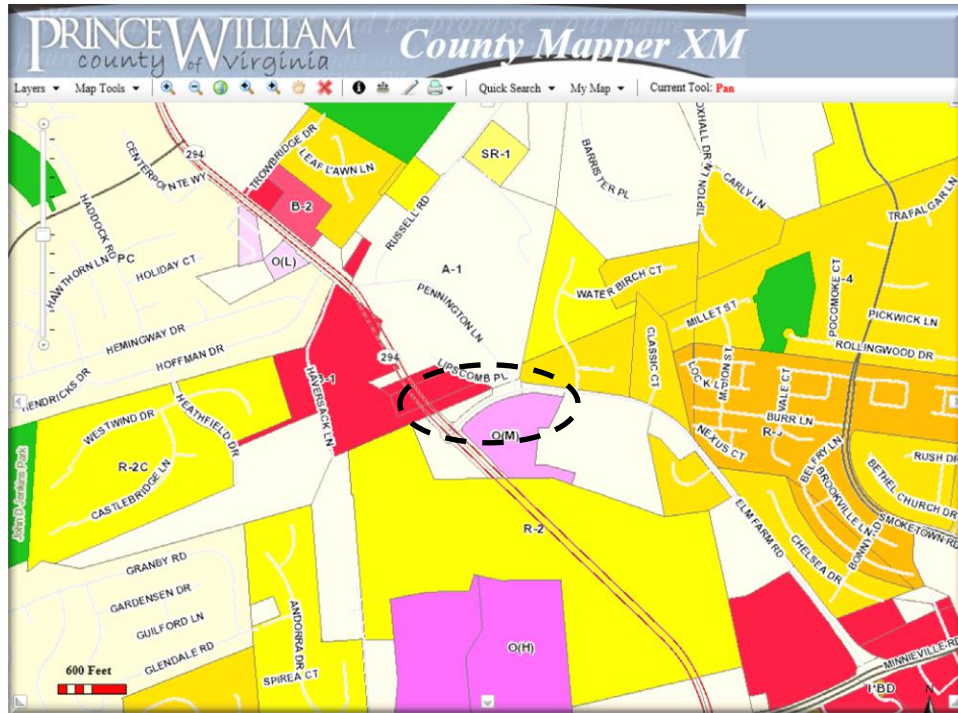 PRINCE WILLIAM
county of Virginia
County Mapper XM
Layers Map Tools Quick Search My Map Current Tool: Pan
CENTERPOINTE WY
294
TROWBRIDGE DR
LEAF LAWN LN
SR-1
BARRISTER PL
TIPTON LN
CARLY LN
TRAFALGAR LN
HADDOCK RD
B-2
RUSSELL RD
HAWTHORN LN
PC
HOLIDAY CT
O(L)
A-1
WATER BIRCH CT
POCOMOKE CT
PENNINGTON LN
MILLET ST
PICKWICK LN
HEMINGWAY DR
HOFFMAN DR
294
CLASSIC CT
ROLLINGWOOD DR
HENDRICKS DR
HAVERSACK LN
LIPSCOMB PL
VALE CT
WESTWIND DR
HEATHFIELD DR
O(M)
BURR LN
NEXUS CT
BELFRY LN
RUSH DR
R-2C
CASTLEBRIDGE LN
BROOKVILLE LN
BETHEL CHURCH DR
John D Jenkins Park
R-2
ELM FARM RD
SMOKETOWN RD
GRANBY RD
CHELSEA DR
GARDENSEN DR
ANDORRA DR
GUILFORD LN
GLENDALE RD
O(H)
600 Feet
SPIREA CT
MINNIEVILLE RD
N